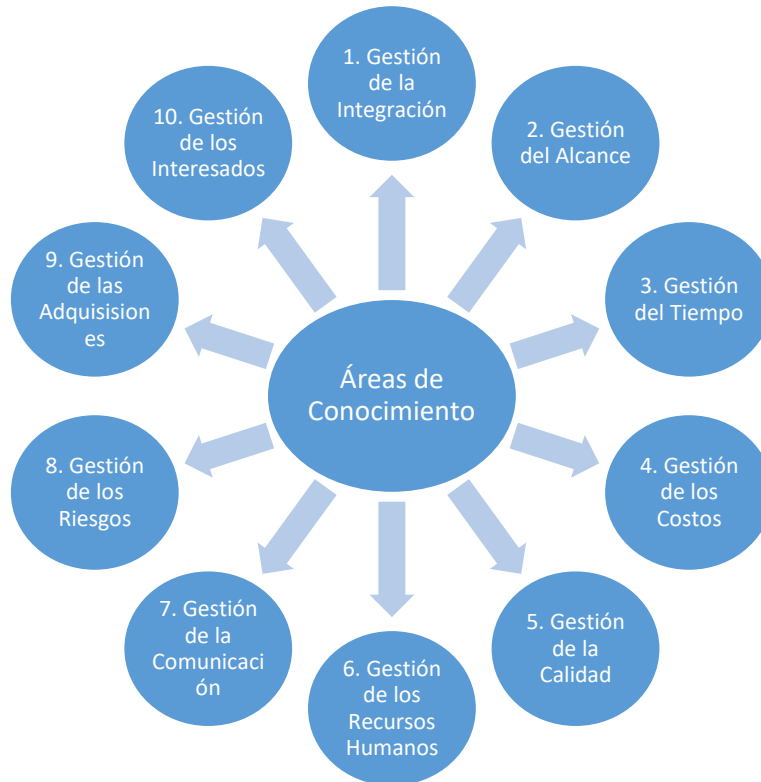 1. Gestión
de la
Integración
2. Gestión
del Alcance
3. Gestión
del Tiempo
4. Gestión
de los
Costos
5. Gestión
de la
Calidad
6. Gestión
de los
Recursos
Humanos
7. Gestión
de la
Comunicaci
ón
8. Gestión
de los
Riesgos
9. Gestión
de las
Adquisision
es
10. Gestión
de los
Interesados
Áreas de
Conocimiento